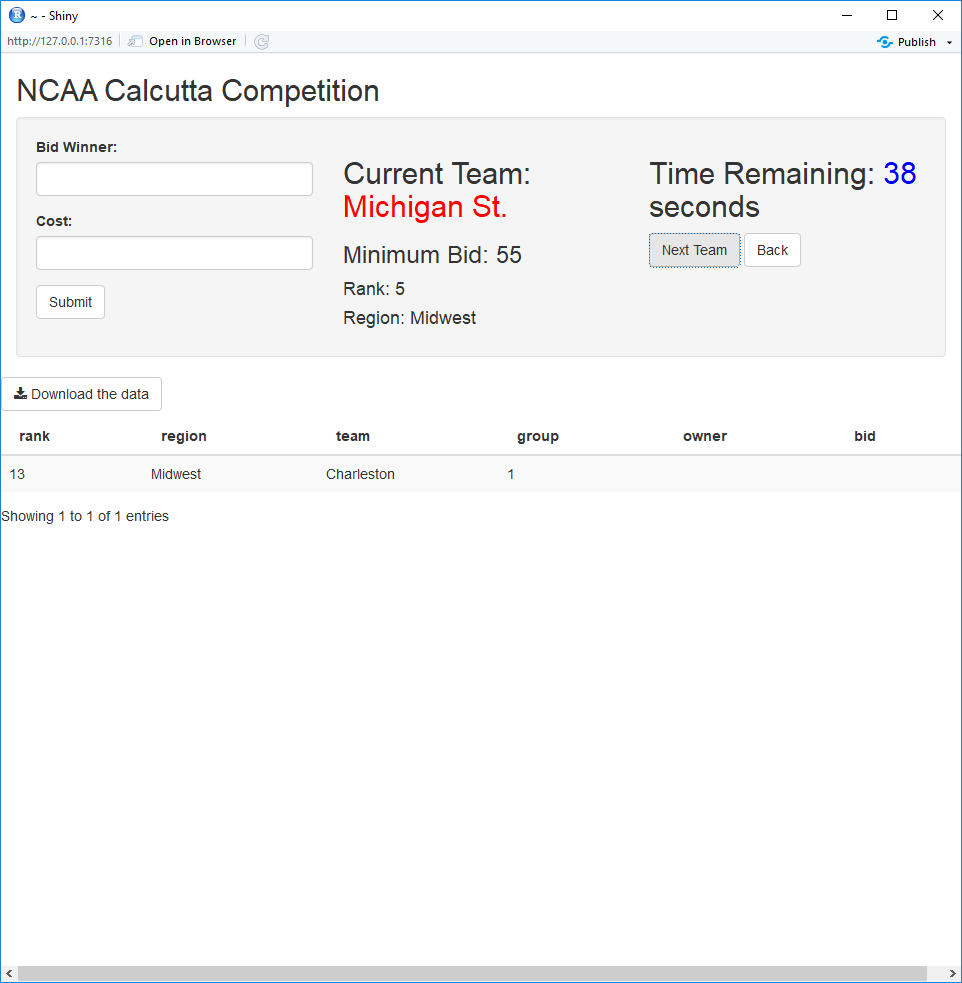 ~ - Shiny
http://127.0.0.1:7316 Open in Browser Publish
NCAA Calcutta Competition
Bid Winner:
Cost:
Submit
Current Team:
Michigan St.
Minimum Bid: 55
Rank: 5
Region: Midwest
Time Remaining: 38
seconds
Next Team Back
Download the data
rank region team group owner bid
13 Midwest Charleston 1
Showing 1 to 1 of 1 entries